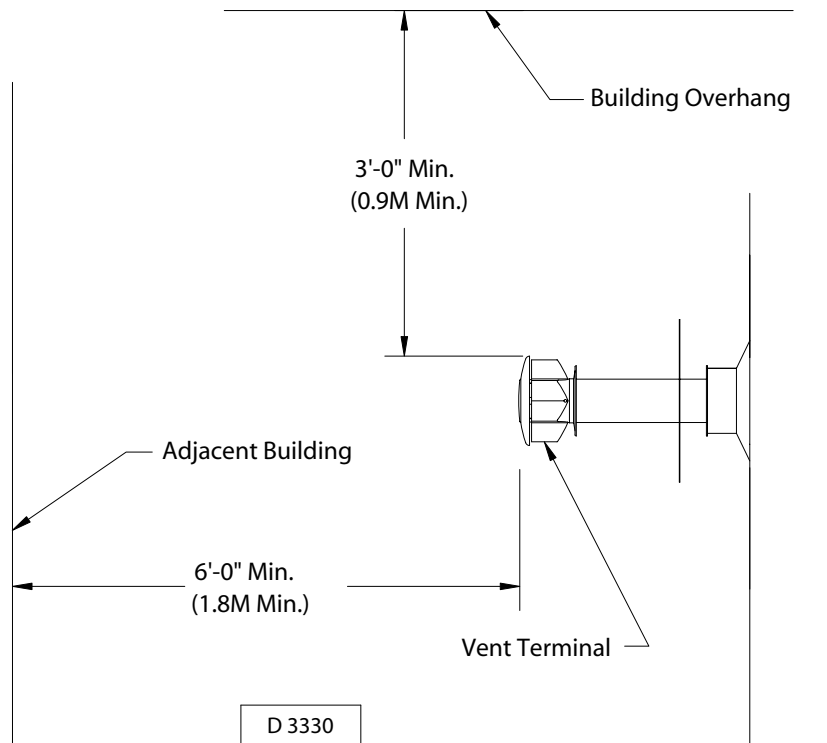 Building Overhang
3'-0" Min.
(0.9M Min.)
Adjacent Building
6'-0" Min.
(1.8M Min.)
Vent Terminal
D 3330